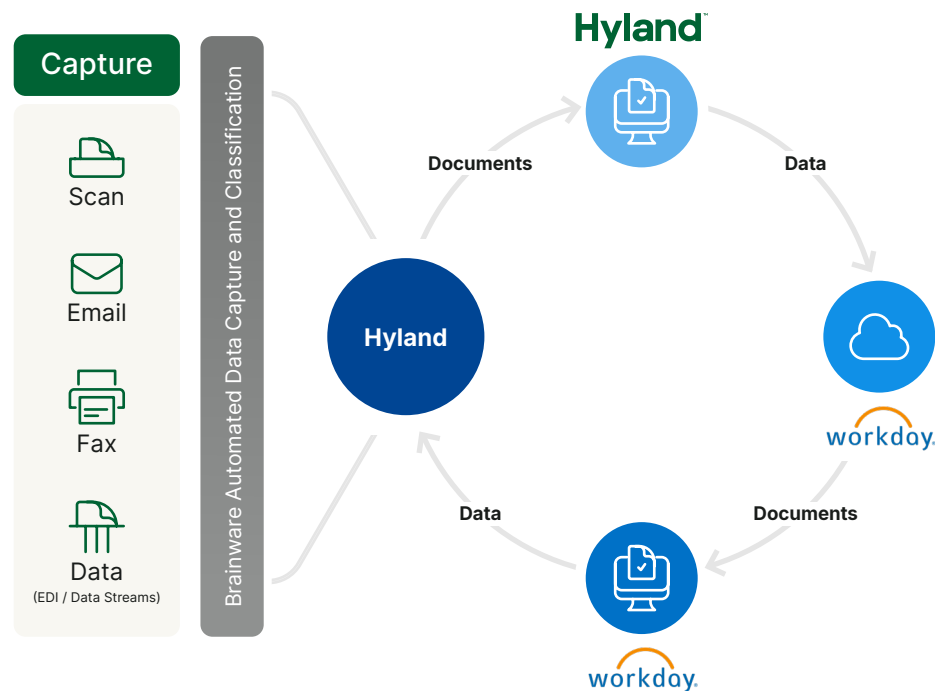 Capture
Scan
Email
Fax
Data
(EDI / Data Streams)
Brainware Automated Data Capture and Classification
Hyland™
Documents
Data
Hyland
workday.
Data
Documents
workday.